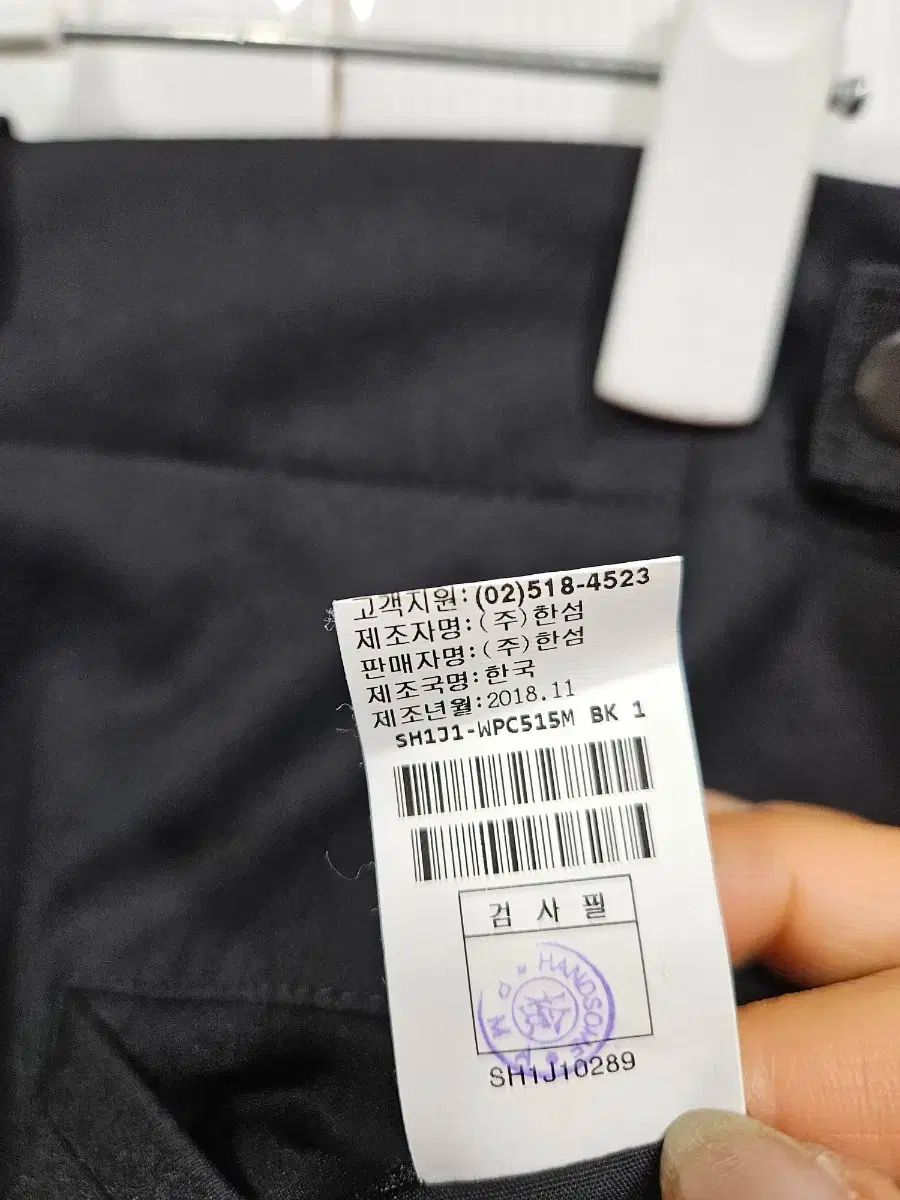 고객지원:(02)518-4523
제조자명:(주)한섬
판매자명:(주)한섬
제조국명:한국
제조년월:2018.11
SH1J1-WPC515M BK 1
검 사 필
HANDSOME
SH1J10289